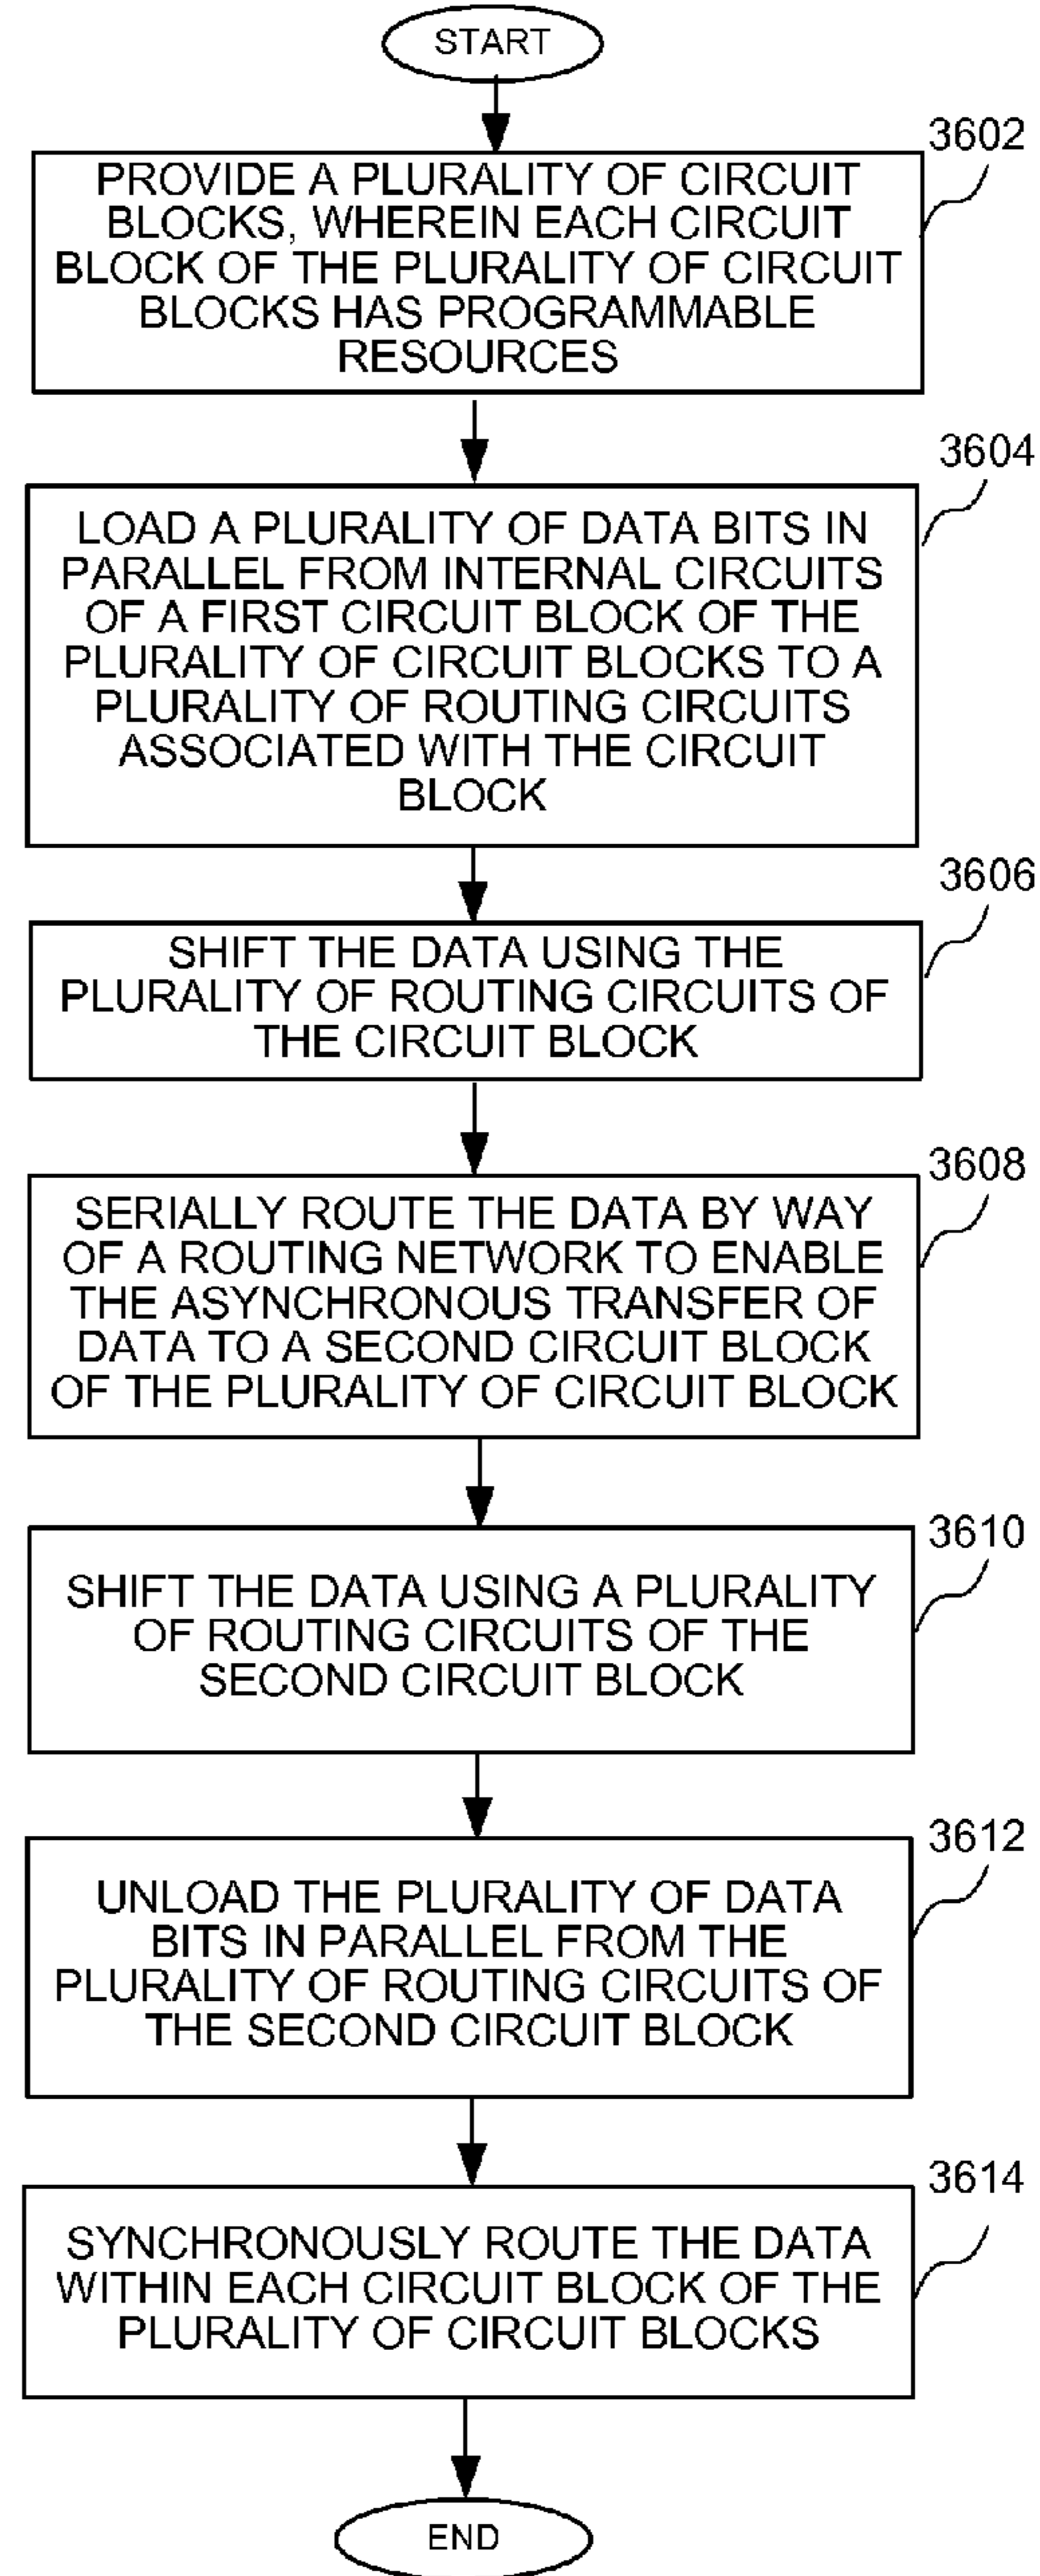 START
3602
PROVIDE A PLURALITY OF CIRCUIT
BLOCKS, WHEREIN EACH CIRCUIT
BLOCK OF THE PLURALITY OF CIRCUIT
BLOCKS HAS PROGRAMMABLE
RESOURCES
3604
LOAD A PLURALITY OF DATA BITS IN
PARALLEL FROM INTERNAL CIRCUITS
OF A FIRST CIRCUIT BLOCK OF THE
PLURALITY OF CIRCUIT BLOCKS TO A
PLURALITY OF ROUTING CIRCUITS
ASSOCIATED WITH THE CIRCUIT
BLOCK
3606
SHIFT THE DATA USING THE
PLURALITY OF ROUTING CIRCUITS OF
THE CIRCUIT BLOCK
3608
SERIALLY ROUTE THE DATA BY WAY
OF A ROUTING NETWORK TO ENABLE
THE ASYNCHRONOUS TRANSFER OF
DATA TO A SECOND CIRCUIT BLOCK
OF THE PLURALITY OF CIRCUIT BLOCK
3610
SHIFT THE DATA USING A PLURALITY
OF ROUTING CIRCUITS OF THE
SECOND CIRCUIT BLOCK
3612
UNLOAD THE PLURALITY OF DATA
BITS IN PARALLEL FROM THE
PLURALITY OF ROUTING CIRCUITS OF
THE SECOND CIRCUIT BLOCK
3614
SYNCHRONOUSLY ROUTE THE DATA
WITHIN EACH CIRCUIT BLOCK OF THE
PLURALITY OF CIRCUIT BLOCKS
END